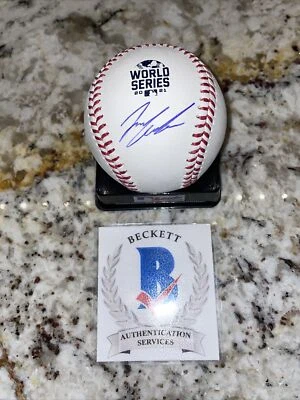 WORLD
SERIES
2021
BECKETT
B
AUTHENTICATION
SERVICES